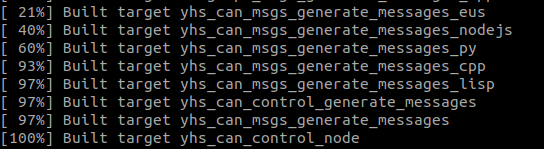 [ 21%] Built target yhs_can_msgs_generate_messages_eus
[ 40%] Built target yhs_can_msgs_generate_messages_nodejs
[ 60%] Built target yhs_can_msgs_generate_messages_py
[ 93%] Built target yhs_can_msgs_generate_messages_cpp
[ 97%] Built target yhs_can_msgs_generate_messages_lisp
[ 97%] Built target yhs_can_control_generate_messages
[ 97%] Built target yhs_can_msgs_generate_messages
[100%] Built target yhs_can_control_node